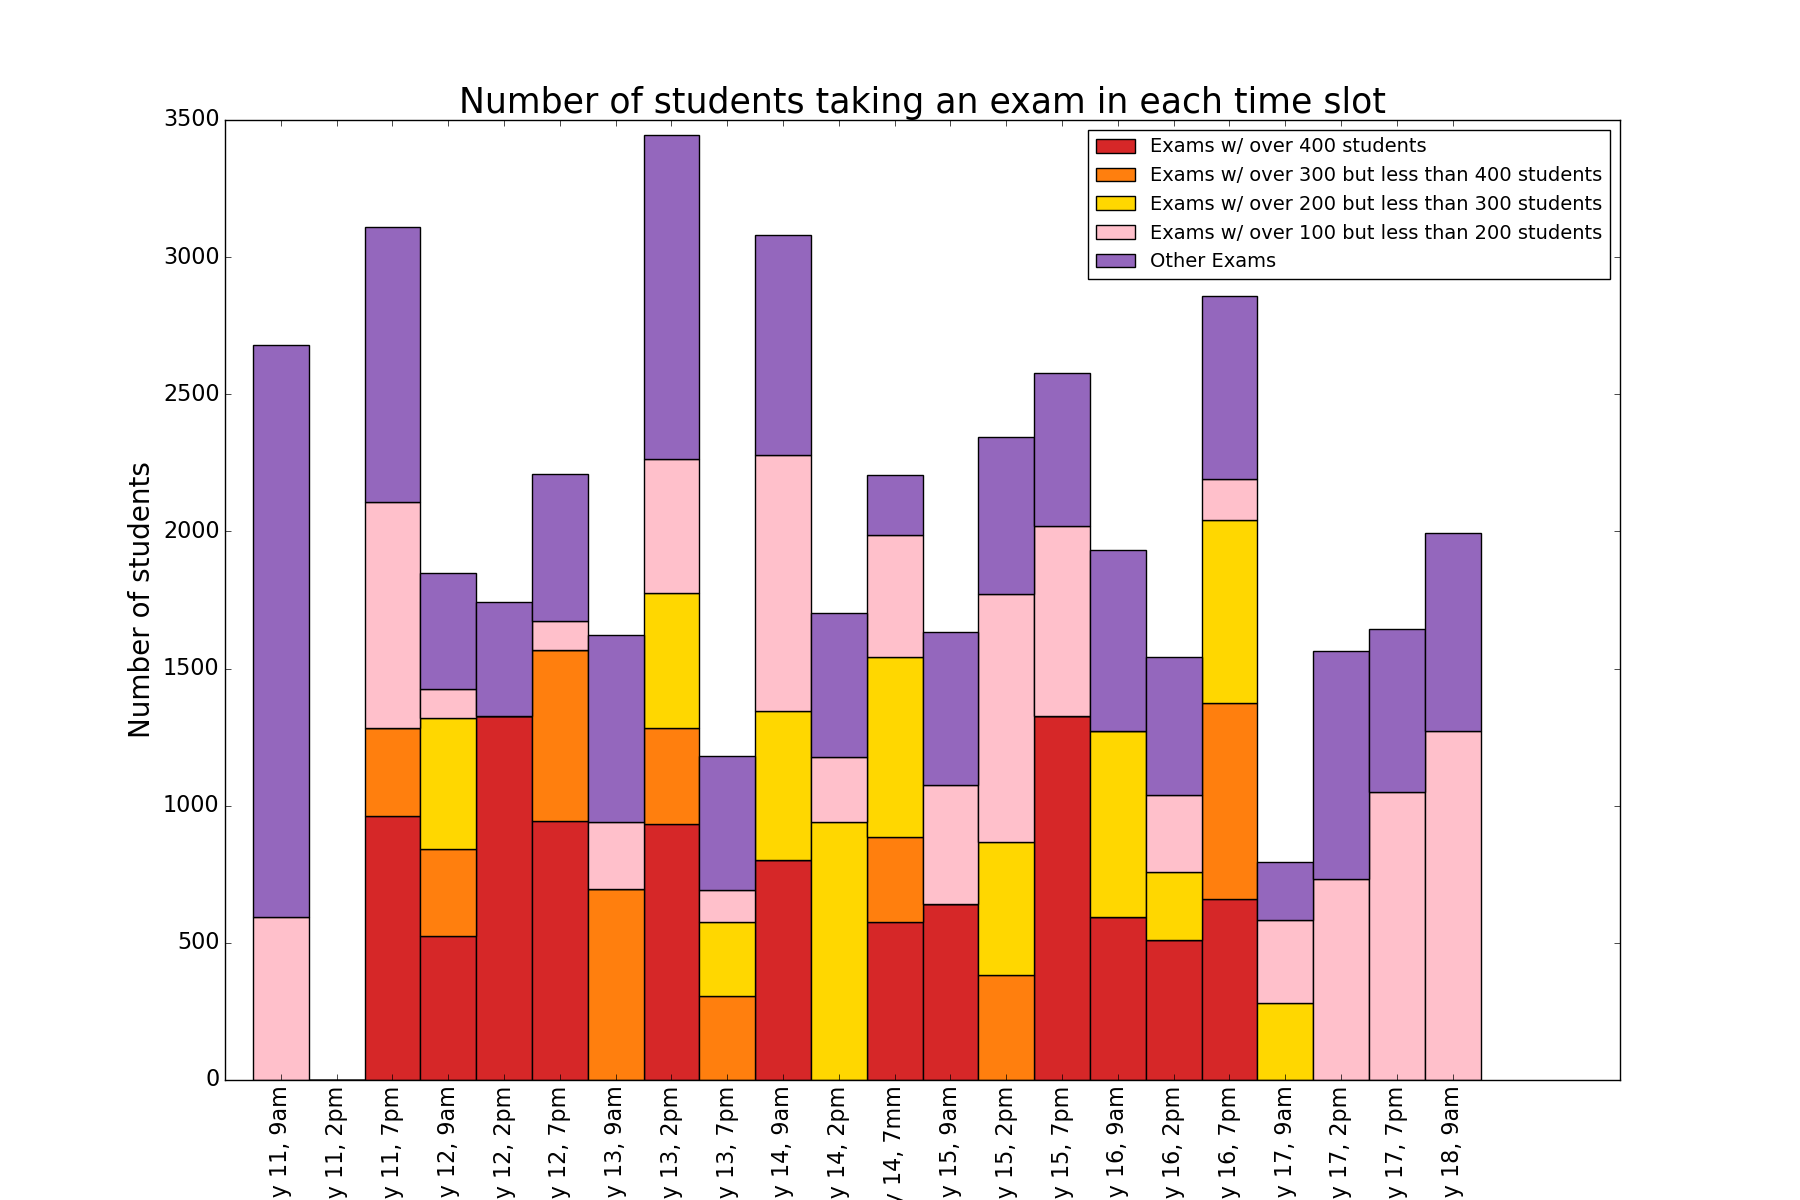 Number of students taking an exam in each time slot
Exams w/ over 400 students
Exams w/ over 300 but less than 400 students
Exams w/ over 200 but less than 300 students
Exams w/ over 100 but less than 200 students
Other Exams
Number of students
3500
3000
2500
2000
1500
1000
500
0
y 11, 9am
y 11, 2pm
y 11, 7pm
y 12, 9am
y 12, 2pm
y 12, 7pm
y 13, 9am
y 13, 2pm
y 13, 7pm
y 14, 9am
y 14, 2pm
y 14, 7mm
y 15, 9am
y 15, 2pm
y 15, 7pm
y 16, 9am
y 16, 2pm
y 16, 7pm
y 17, 9am
y 17, 2pm
y 17, 7pm
y 18, 9am